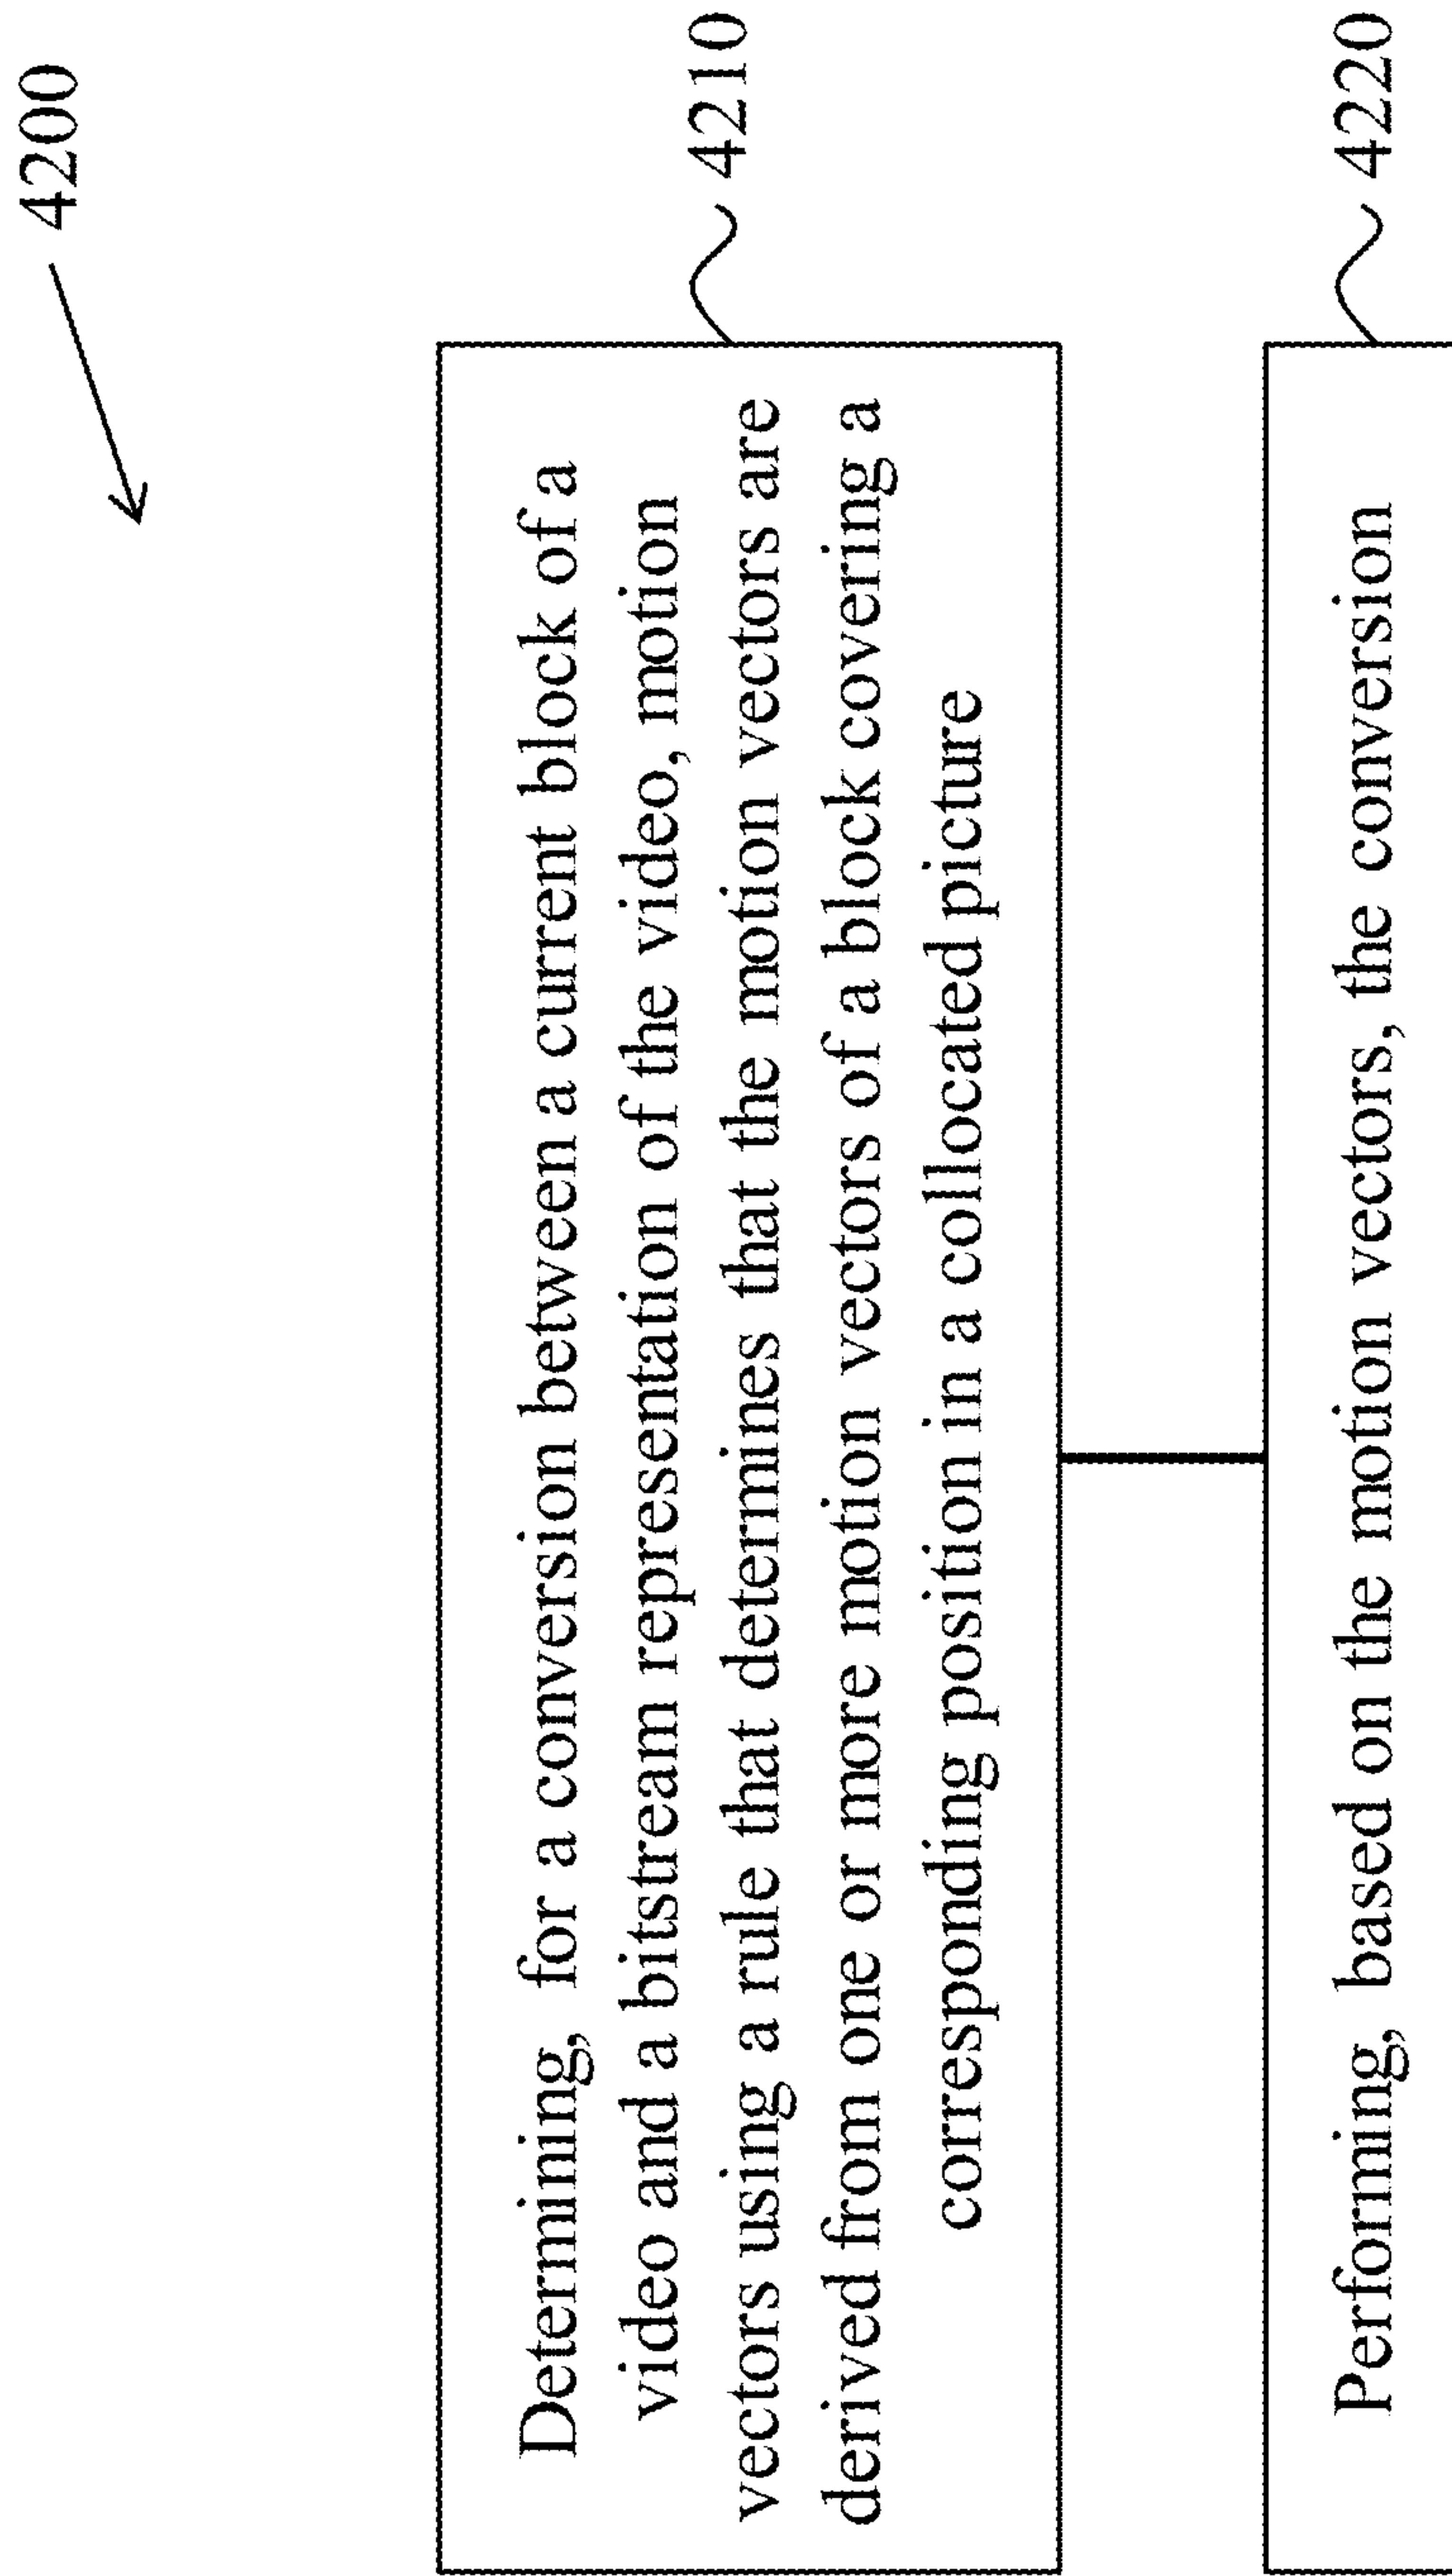 4200
Determining, for a conversion between a current block of a
video and a bitstream representation of the video, motion
vectors using a rule that determines that the motion vectors are
derived from one or more motion vectors of a block covering a
corresponding position in a collocated picture
4210
Performing, based on the motion vectors, the conversion
4220